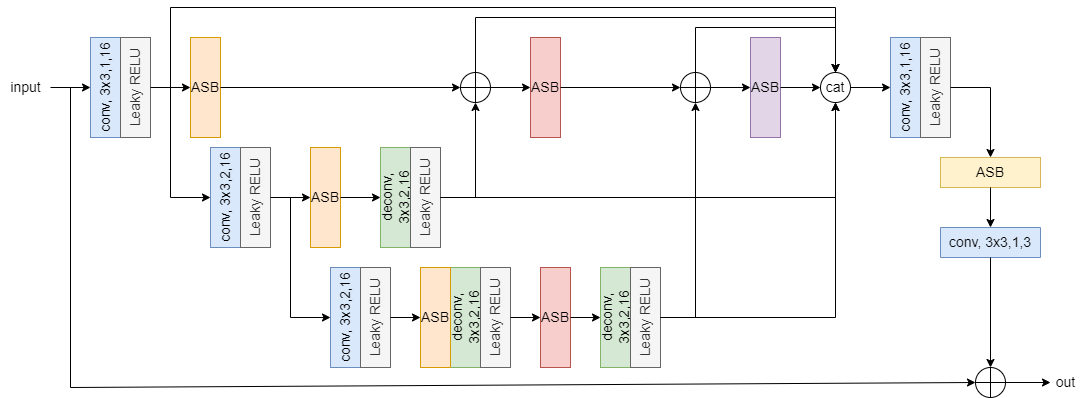 input
conv, 3x3,1,16
Leaky RELU
ASB
ASB
ASB
cat
conv, 3x3,1,16
Leaky RELU
conv, 3x3,2,16
Leaky RELU
ASB
deconv,
3x3,2,16
Leaky RELU
ASB
conv, 3x3,1,3
conv, 3x3,2,16
Leaky RELU
ASB
deconv,
3x3,2,16
Leaky RELU
ASB
deconv,
3x3,2,16
Leaky RELU
out